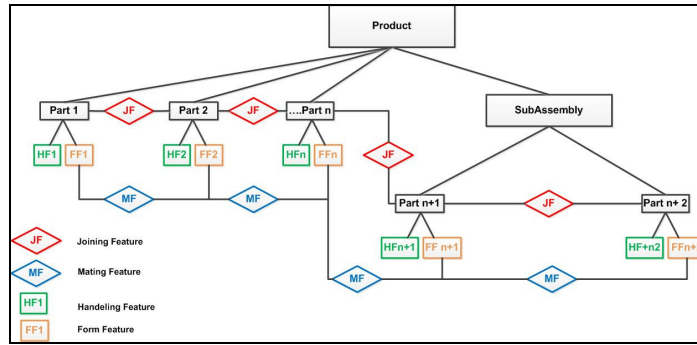 Product
Part 1
JF
Part 2
JF
....Part n
SubAssembly
HF1
FF1
HF2
FF2
HFn
FFn
JF
MF
MF
Part n+1
JF
Part n+ 2
JF
Joining Feature
HFn+1
FF n+1
HF+n2
FFn+2
MF
Mating Feature
MF
MF
HF1
Handeling Feature
FF1
Form Feature